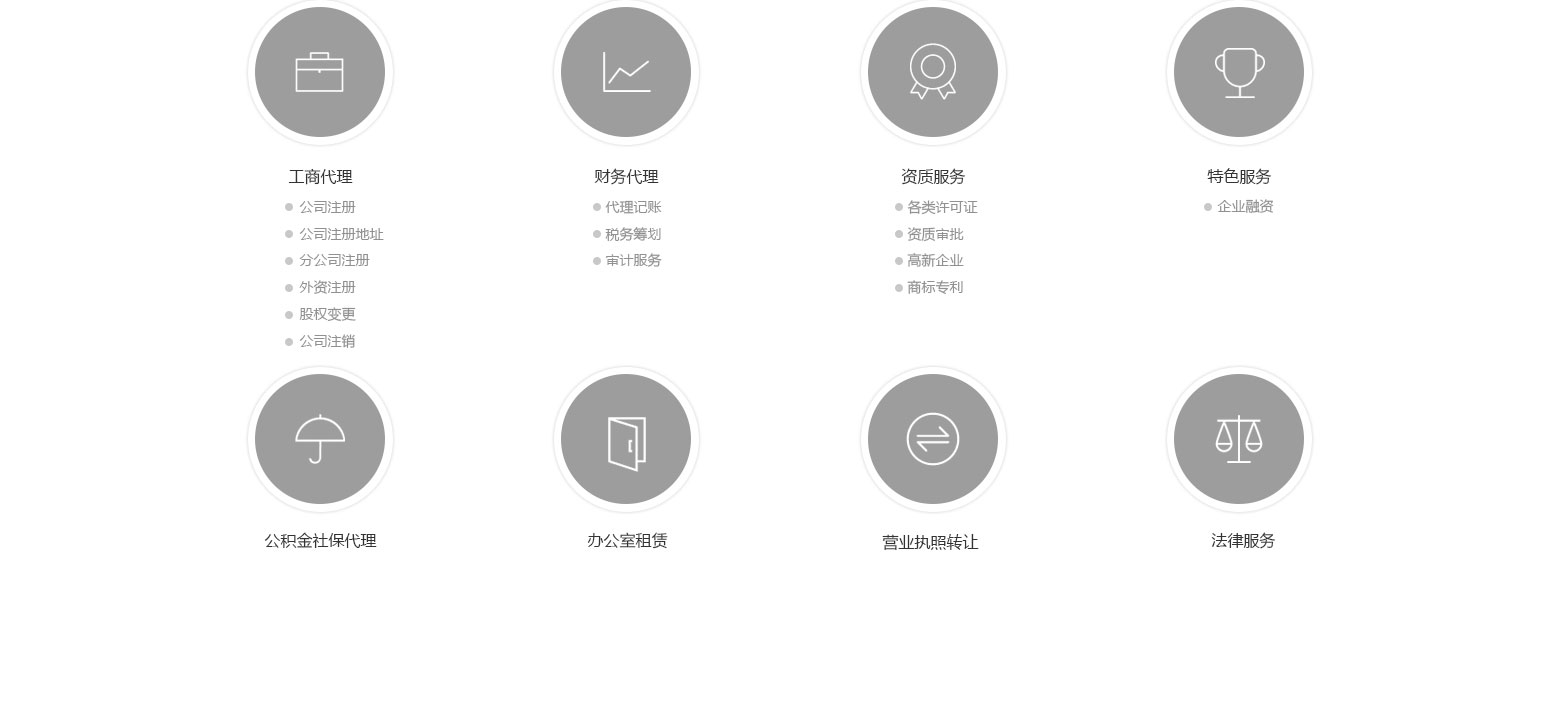 工商代理
公司注册
公司注册地址
分公司注册
外资注册
股权变更
公司注销
财务代理
代理记账
税务筹划
审计服务
资质服务
各类许可证
资质审批
高新企业
商标专利
特色服务
企业融资
公积金社保代理
办公室租赁
营业执照转让
法律服务